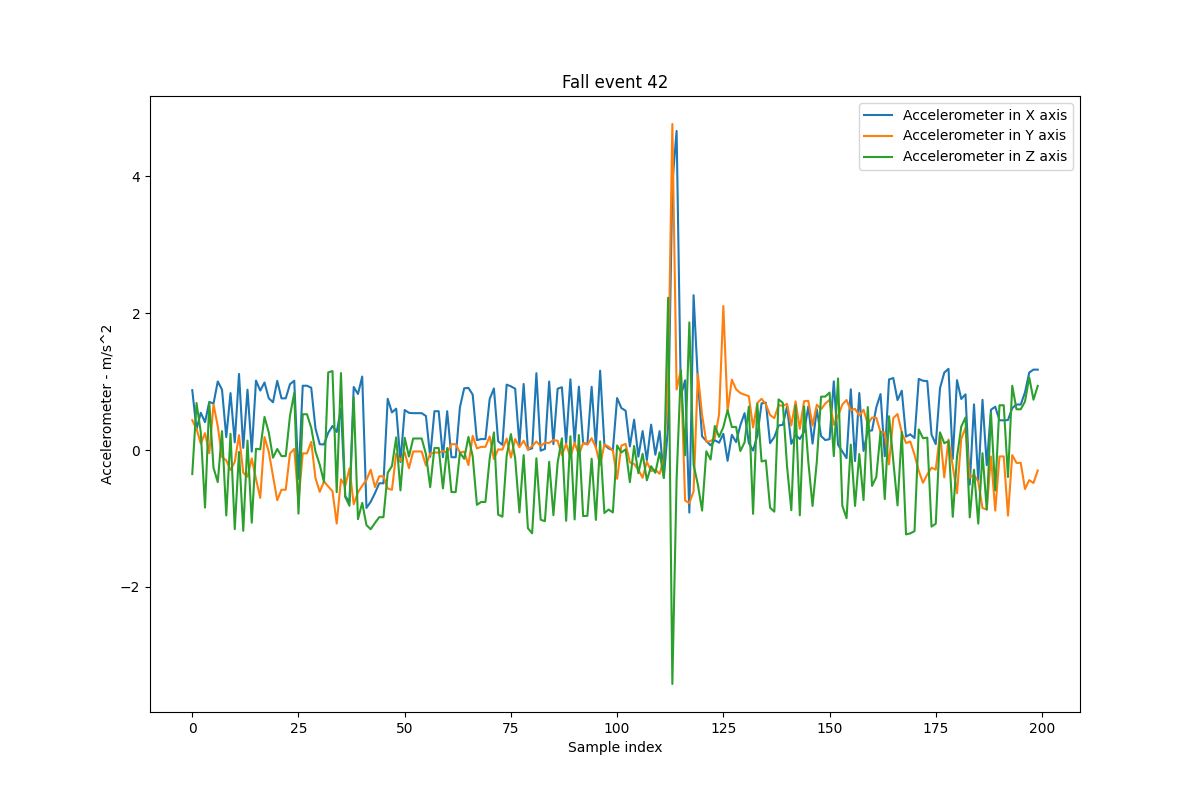 Fall event 42
Accelerometer in X axis
Accelerometer in Y axis
Accelerometer in Z axis
Accelerometer - m/s^2
4
2
0
−2
0 25 50 75 100 125 150 175 200
Sample index